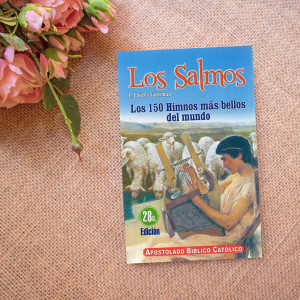 Los Salmos
Los 150 Himnos más bellos
del mundo
28a.
Edición
APOSTOLADO BÍBLICO CATÓLICO